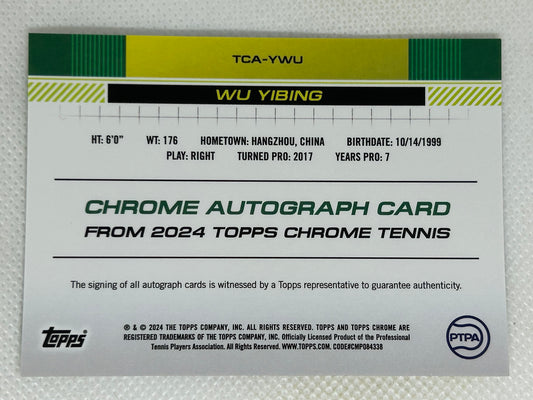 TCA-YWU
WU YIBING
HT: 6'0" WT: 176 HOMETOWN: HANGZHOU, CHINA BIRTHDATE: 10/14/1999
PLAY: RIGHT TURNED PRO: 2017 YEARS PRO: 7
CHROME AUTOGRAPH CARD
FROM 2024 TOPPS CHROME TENNIS
The signing of all autograph cards is witnessed by a Topps representative to guarantee authenticity.
Topps
® & © 2024 THE TOPPS COMPANY, INC. ALL RIGHTS RESERVED. TOPPS AND TOPPS CHROME ARE
REGISTERED TRADEMARKS OF THE TOPPS COMPANY, INC. Officially Licensed Product of the Professional
Tennis Players Association. All Rights Reserved. WWW.TOPPS.COM. CODE#CMP084338
PTPA